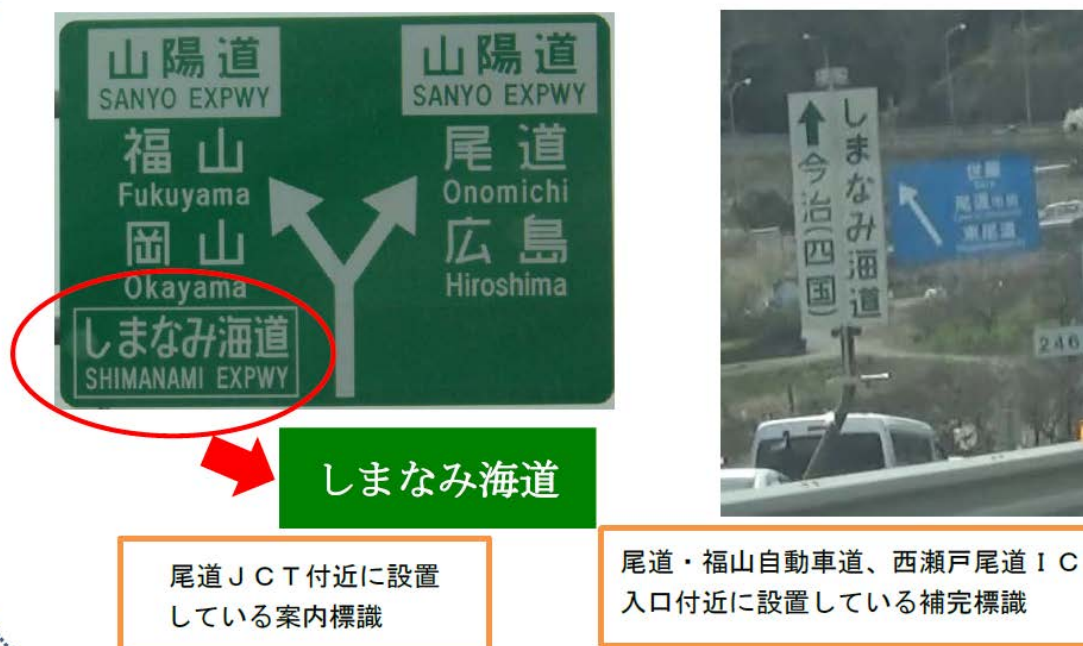 山陽道
SANYO EXPWY
福山
Fukuyama
岡山
Okayama
しまなみ海道
SHIMANAMI EXPWY
山陽道
SANYO EXPWY
尾道
Onomichi
広島
Hiroshima
しまなみ海道
尾道ＪＣＴ付近に設置
している案内標識
しまなみ海道
今治(四国)
世羅
尾道市街
東尾道
246
尾道・福山自動車道、西瀬戸尾道ＩＣ
入口付近に設置している補完標識